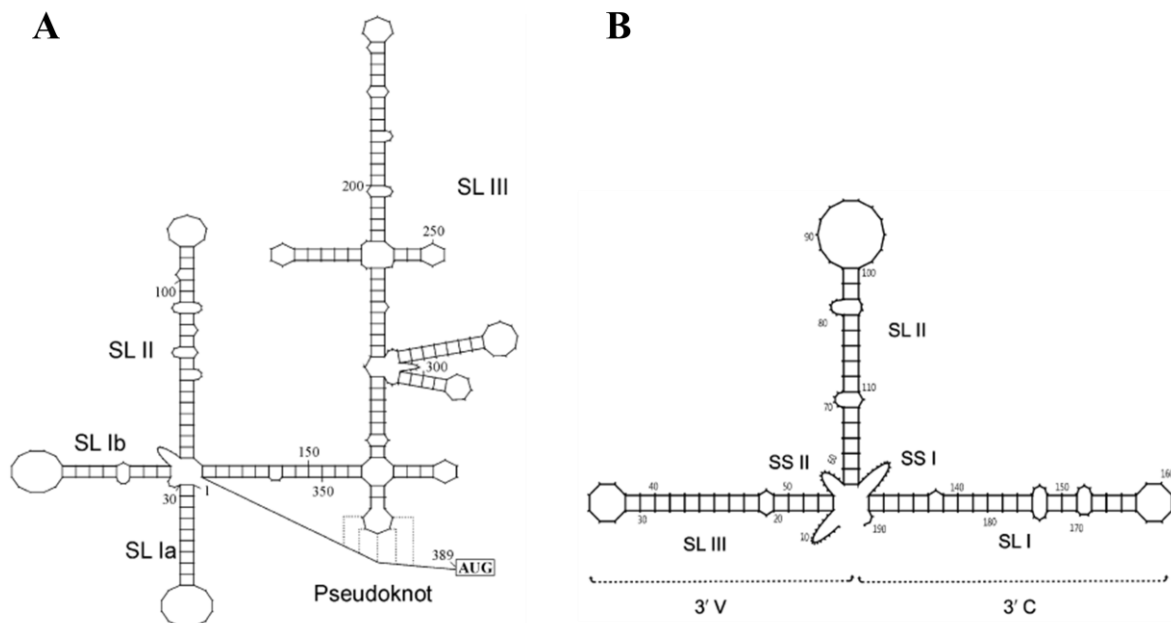 A
SL III
200
250
100
SL II
300
SL Ib
150
30
1
350
SL Ia
389 AUG
Pseudoknot
B
90
100
80
SL II
110
70
SS II
60
SS I
40
50
140
150
160
30
20
10
190
180
170
SL III
SL I
3′ V
3′ C